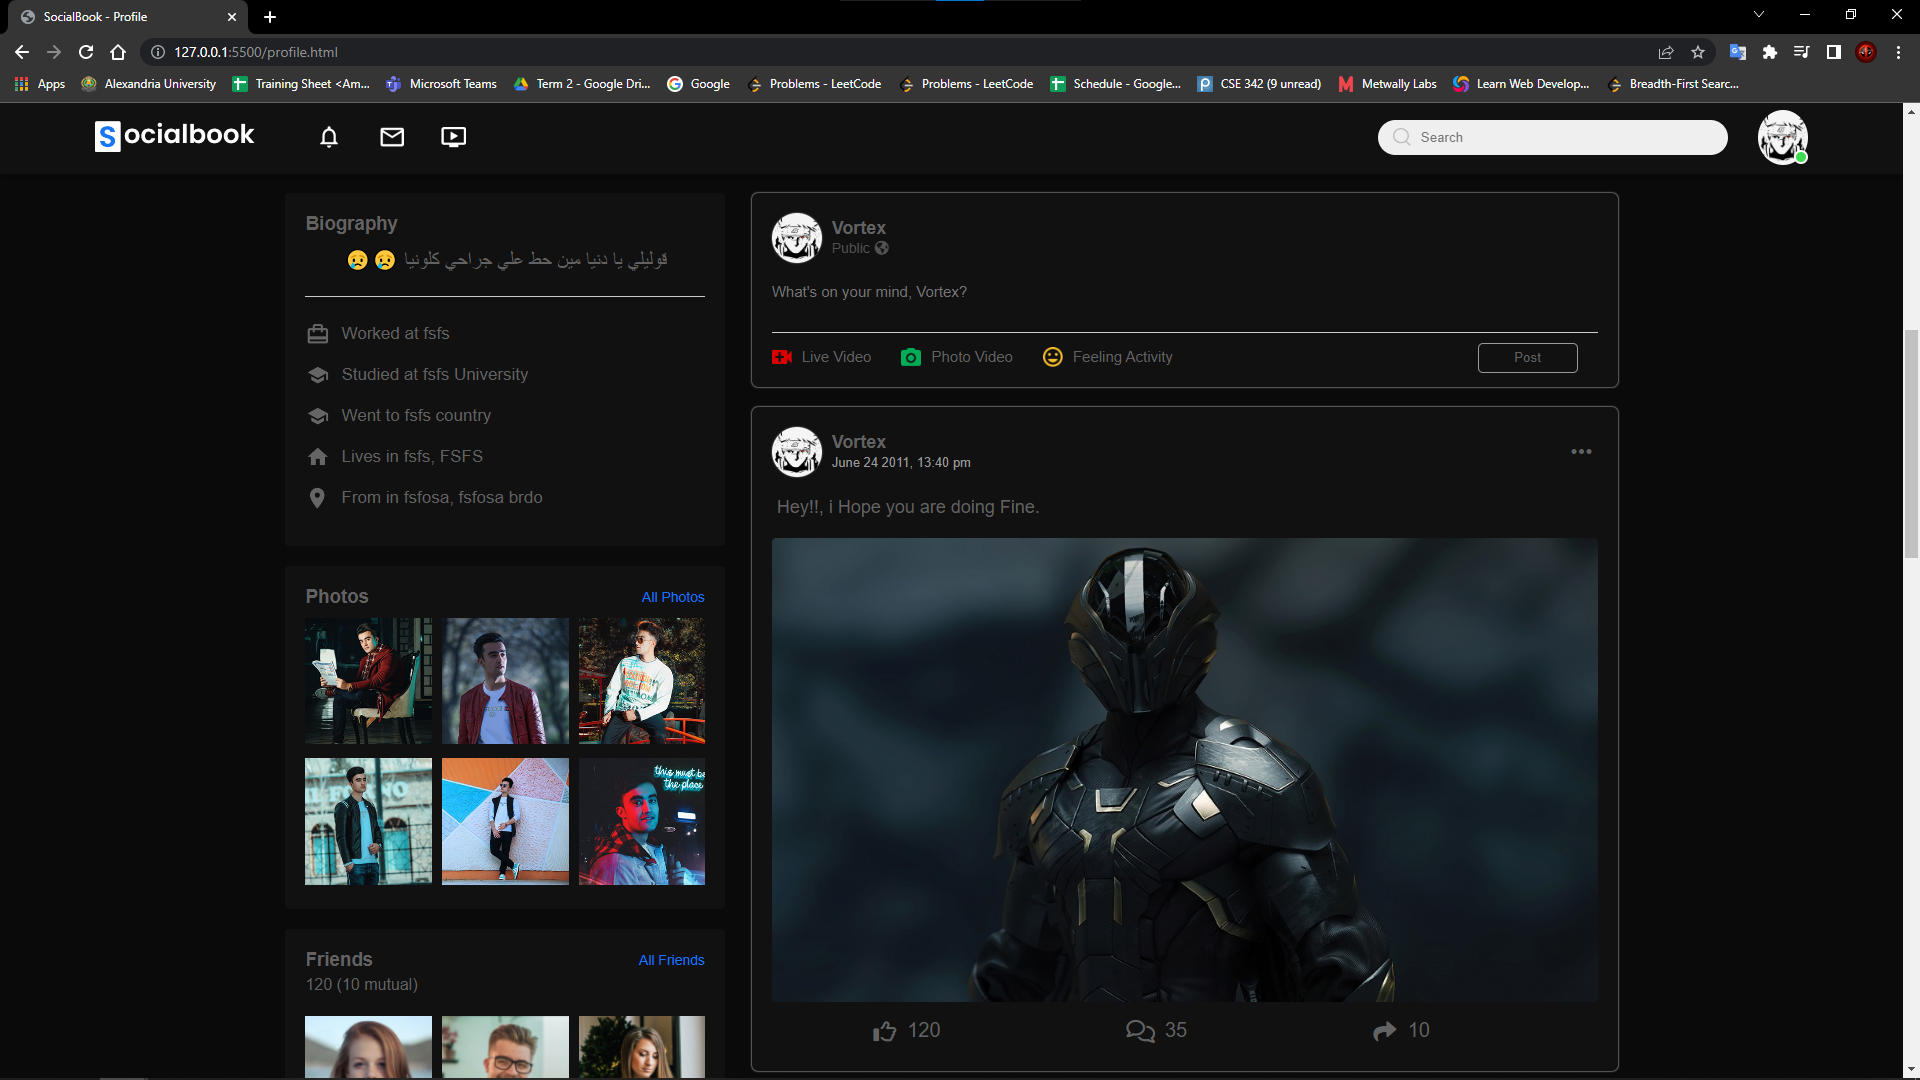 SocialBook - Profile
127.0.0.1:5500/profile.html
Apps
Alexandria University
Training Sheet <Am...
Microsoft Teams
Term 2 - Google Dri...
Google
Problems - LeetCode
Problems - LeetCode
Schedule - Google...
CSE 342 (9 unread)
Metwally Labs
Learn Web Develop...
Breadth-First Searc...
Socialbook
Search
Biography
قوليلي يا دنيا مين حط علي جراحي كلونيا 😢 😢
Worked at fsfs
Studied at fsfs University
Went to fsfs country
Lives in fsfs, FSFS
From in fsfosa, fsfosa brdo
Photos
All Photos
this must be
the place
Friends
All Friends
120 (10 mutual)
Vortex
Public
What's on your mind, Vortex?
Live Video
Photo Video
Feeling Activity
Post
Vortex
June 24 2011, 13:40 pm
Hey!!, i Hope you are doing Fine.
120
35
10